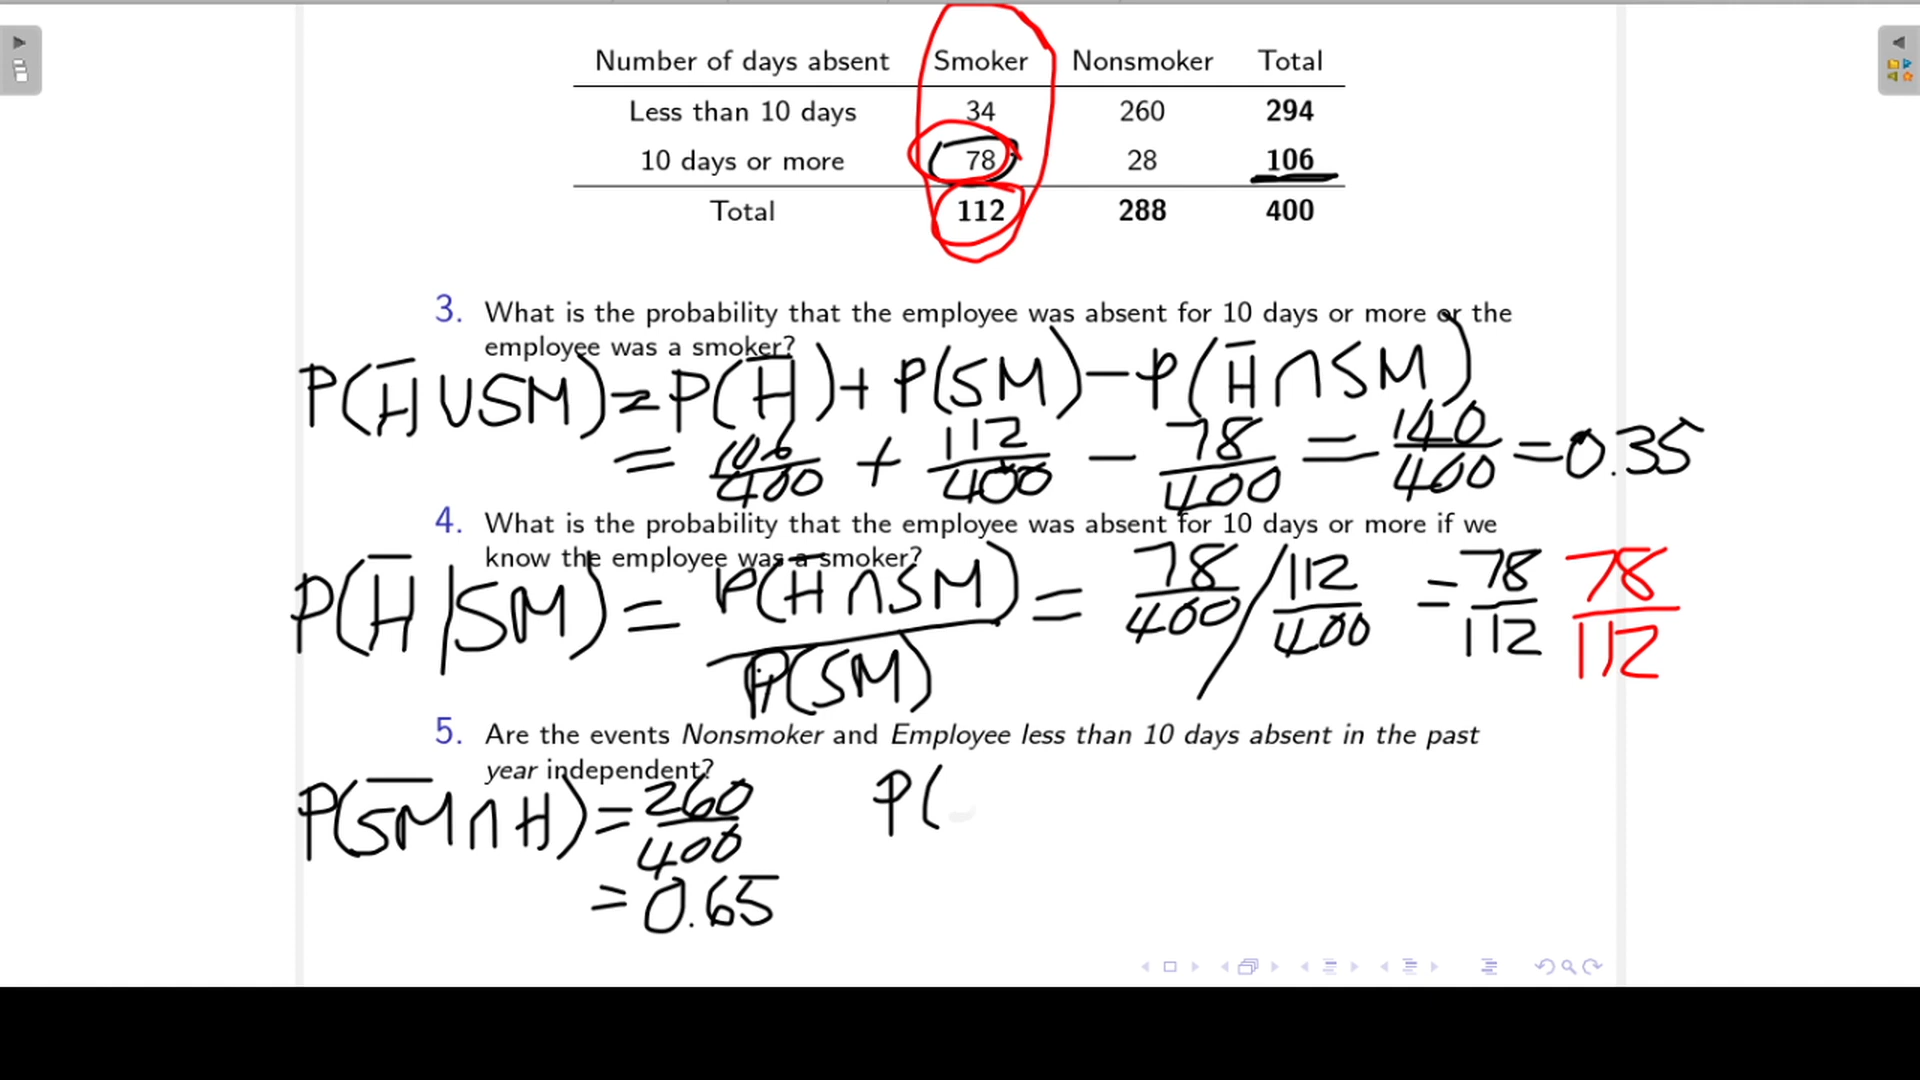 Number of days absent Smoker Nonsmoker Total
Less than 10 days 34 260 294
10 days or more 78 28 106
Total 112 288 400
3. What is the probability that the employee was absent for 10 days or more or the
employee was a smoker?
P(H̅ ∪ SM) = P(H̅) + P(SM) − P(H̅ ∩ SM)
= 106/400 + 112/400 − 78/400 = 140/400 = 0.35
4. What is the probability that the employee was absent for 10 days or more if we
know the employee was a smoker?
P(H̅ | SM) = P(H̅ ∩ SM)/P(SM) = 78/400 / 112/400 = 78/112 78/112
5. Are the events Nonsmoker and Employee less than 10 days absent in the past
year independent?
P(S̅M̅ ∩ H) = 260/400 P(
= 0.65